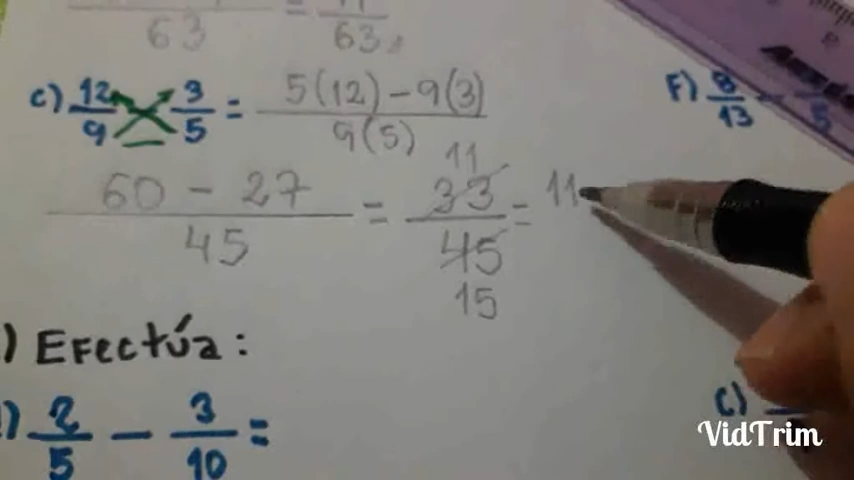 63 = 63
c) 12/9 - 3/5 = 5(12) - 9(3) / 9(5)
F) 8/13 - /5
60 - 27 / 45 = 33/45 = 11
11
15
) Efectúa:
) 2/5 - 3/10 =
C)
VidTrim